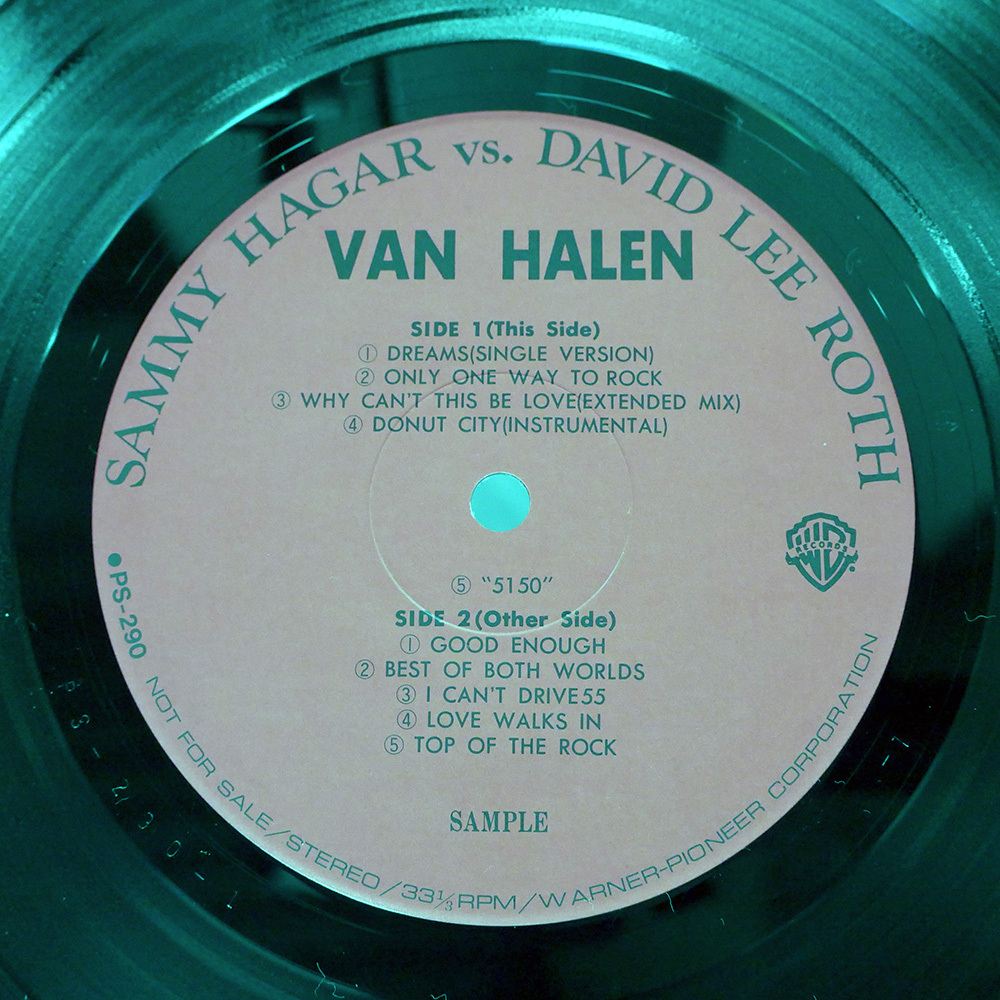 SAMMY HAGAR vs. DAVID LEE ROTH
VAN HALEN
SIDE 1(This Side)
① DREAMS(SINGLE VERSION)
② ONLY ONE WAY TO ROCK
③ WHY CAN'T THIS BE LOVE(EXTENDED MIX)
④ DONUT CITY(INSTRUMENTAL)
W RECORDS
⑤ "5150"
SIDE 2(Other Side)
① GOOD ENOUGH
② BEST OF BOTH WORLDS
③ I CAN'T DRIVE55
④ LOVE WALKS IN
⑤ TOP OF THE ROCK
SAMPLE
●PS-290 NOT FOR SALE/STEREO/33⅓RPM/WARNER-PIONEER CORPORATION